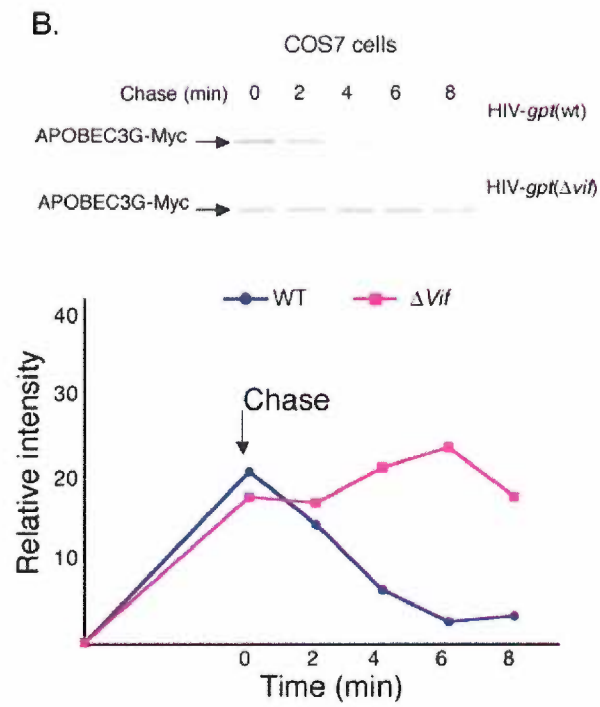 B.
COS7 cells
Chase (min) 0 2 4 6 8
HIV-gpt(wt)
APOBEC3G-Myc
HIV-gpt(Δvif)
APOBEC3G-Myc
WT ΔVif
40
30
20
10
Relative intensity
Chase
0 2 4 6 8
Time (min)